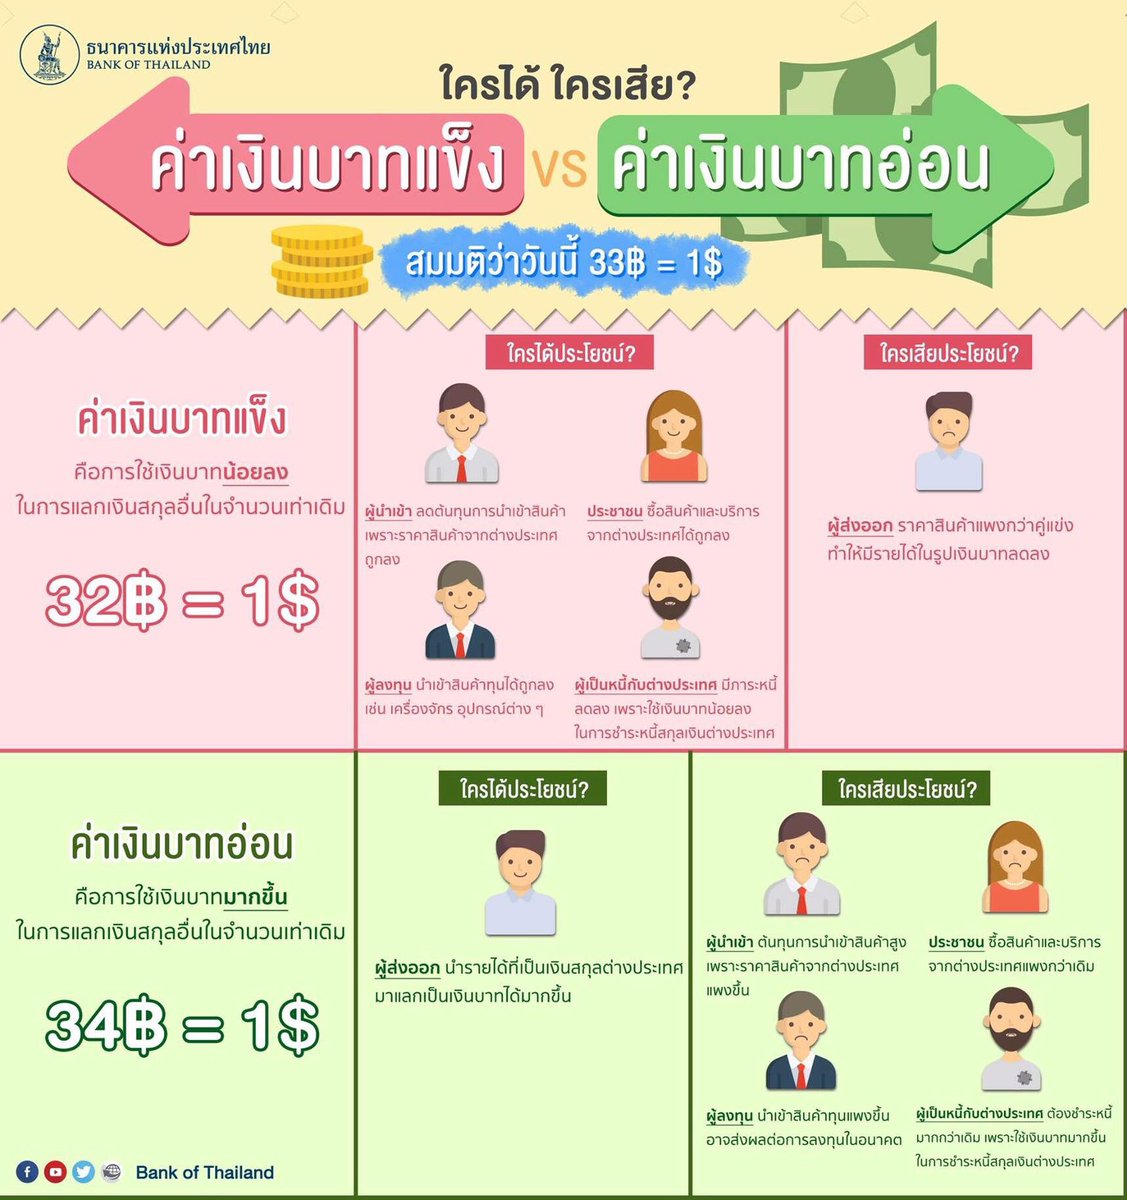 ธนาคารแห่งประเทศไทย
BANK OF THAILAND
ใครได้ ใครเสีย?
ค่าเงินบาทแข็ง VS ค่าเงินบาทอ่อน
สมมติว่าวันนี้ 33฿ = 1$
ค่าเงินบาทแข็ง
คือการใช้เงินบาทน้อยลง
ในการแลกเงินสกุลอื่นในจำนวนเท่าเดิม
32฿ = 1$
ใครได้ประโยชน์?
ผู้นำเข้า ลดต้นทุนการนำเข้าสินค้า
เพราะราคาสินค้าจากต่างประเทศ
ถูกลง
ประชาชน ซื้อสินค้าและบริการ
จากต่างประเทศได้ถูกลง
ผู้ลงทุน นำเข้าสินค้าทุนได้ถูกลง
เช่น เครื่องจักร อุปกรณ์ต่าง ๆ
ผู้เป็นหนี้กับต่างประเทศ มีภาระหนี้
ลดลง เพราะใช้เงินบาทน้อยลง
ในการชำระหนี้สกุลเงินต่างประเทศ
ใครเสียประโยชน์?
ผู้ส่งออก ราคาสินค้าแพงกว่าคู่แข่ง
ทำให้มีรายได้ในรูปเงินบาทลดลง
ค่าเงินบาทอ่อน
คือการใช้เงินบาทมากขึ้น
ในการแลกเงินสกุลอื่นในจำนวนเท่าเดิม
34฿ = 1$
ใครได้ประโยชน์?
ผู้ส่งออก นำรายได้ที่เป็นเงินสกุลต่างประเทศ
มาแลกเป็นเงินบาทได้มากขึ้น
ใครเสียประโยชน์?
ผู้นำเข้า ต้นทุนการนำเข้าสินค้าสูง
เพราะราคาสินค้าจากต่างประเทศ
แพงขึ้น
ประชาชน ซื้อสินค้าและบริการ
จากต่างประเทศแพงกว่าเดิม
ผู้ลงทุน นำเข้าสินค้าทุนแพงขึ้น
อาจส่งผลต่อการลงทุนในอนาคต
ผู้เป็นหนี้กับต่างประเทศ ต้องชำระหนี้
มากกว่าเดิม เพราะใช้เงินบาทมากขึ้น
ในการชำระหนี้สกุลเงินต่างประเทศ
Bank of Thailand